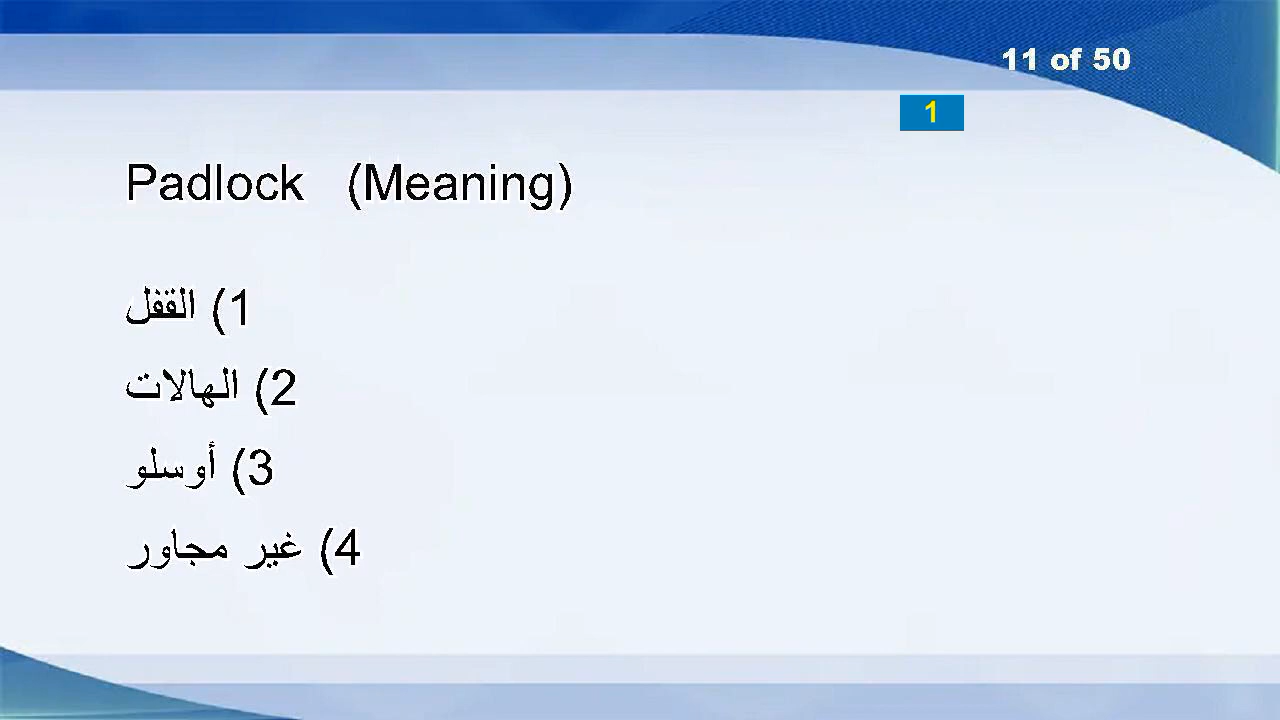 11 of 50
1
Padlock (Meaning)
1) القفل
2) الهالات
3) أوسلو
4) غير مجاور